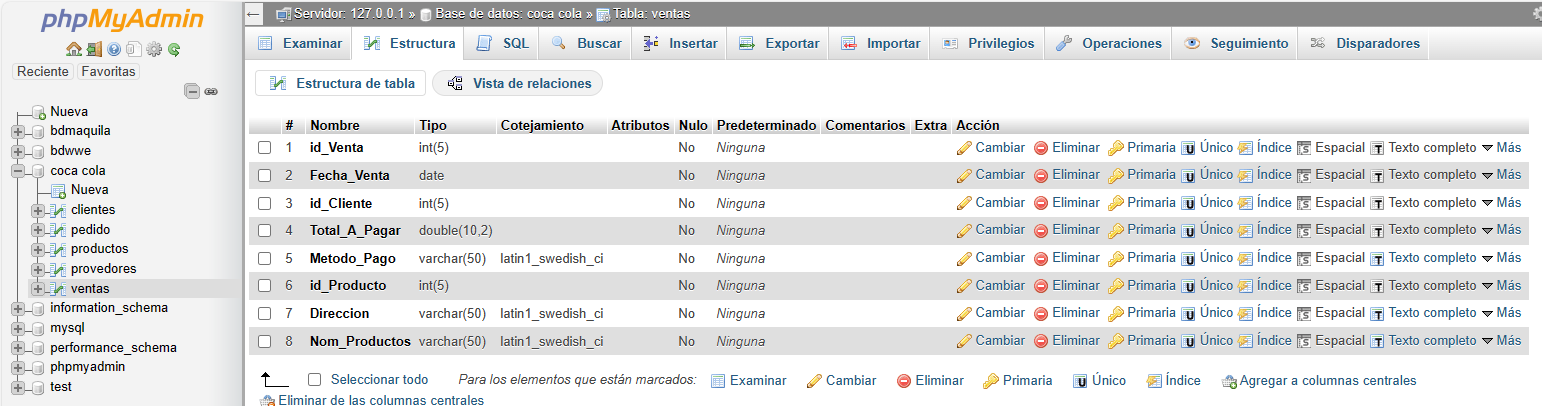 phpMyAdmin
Reciente Favoritas
Nueva
bdmaquila
bdwwe
coca cola
Nueva
clientes
pedido
productos
provedores
ventas
information_schema
mysql
performance_schema
phpmyadmin
test
Servidor: 127.0.0.1 » Base de datos: coca cola » Tabla: ventas
Examinar Estructura SQL Buscar Insertar Exportar Importar Privilegios Operaciones Seguimiento Disparadores
Estructura de tabla Vista de relaciones
# Nombre Tipo Cotejamiento Atributos Nulo Predeterminado Comentarios Extra Acción
1 id_Venta int(5) No Ninguna Cambiar Eliminar Primaria Único Índice Espacial Texto completo Más
2 Fecha_Venta date No Ninguna Cambiar Eliminar Primaria Único Índice Espacial Texto completo Más
3 id_Cliente int(5) No Ninguna Cambiar Eliminar Primaria Único Índice Espacial Texto completo Más
4 Total_A_Pagar double(10,2) No Ninguna Cambiar Eliminar Primaria Único Índice Espacial Texto completo Más
5 Metodo_Pago varchar(50) latin1_swedish_ci No Ninguna Cambiar Eliminar Primaria Único Índice Espacial Texto completo Más
6 id_Producto int(5) No Ninguna Cambiar Eliminar Primaria Único Índice Espacial Texto completo Más
7 Direccion varchar(50) latin1_swedish_ci No Ninguna Cambiar Eliminar Primaria Único Índice Espacial Texto completo Más
8 Nom_Productos varchar(50) latin1_swedish_ci No Ninguna Cambiar Eliminar Primaria Único Índice Espacial Texto completo Más
Seleccionar todo Para los elementos que están marcados: Examinar Cambiar Eliminar Primaria Único Índice Agregar a columnas centrales
Eliminar de las columnas centrales